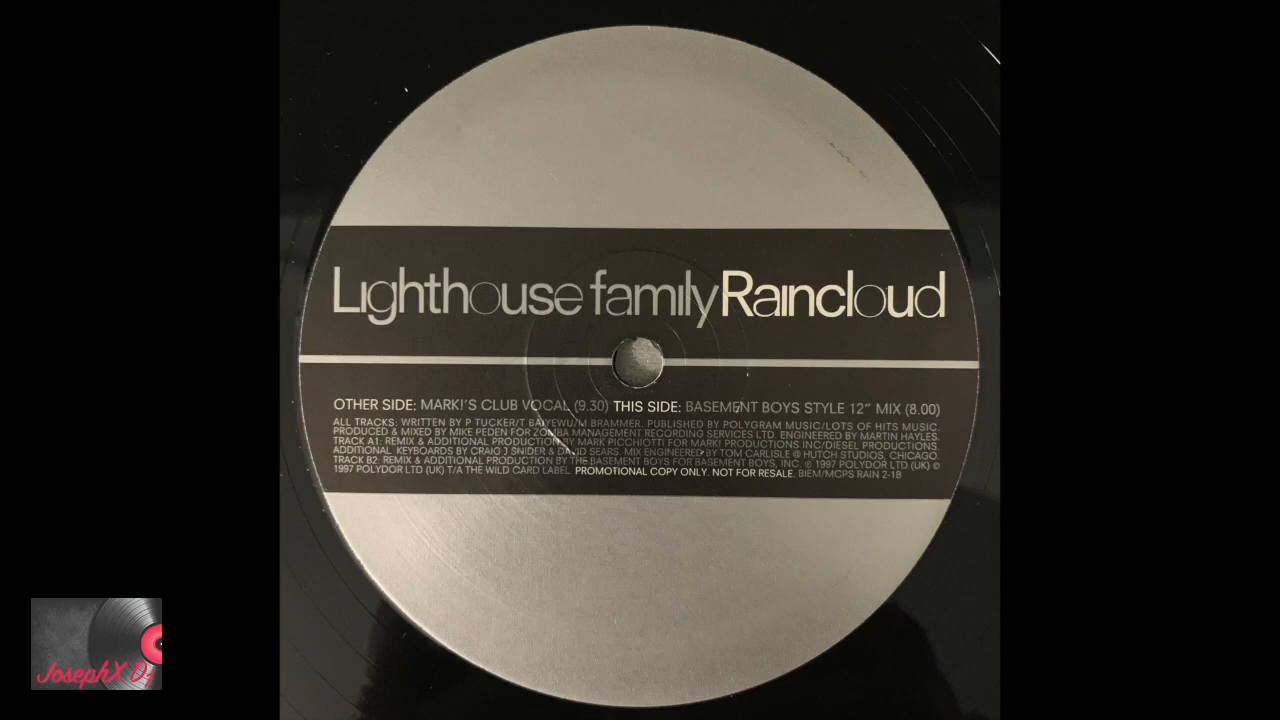 Lighthouse family Raincloud
OTHER SIDE: MARK!'S CLUB VOCAL (9.30) THIS SIDE: BASEMENT BOYS STYLE 12" MIX (8.00)
ALL TRACKS: WRITTEN BY P TUCKER/T BAIYEWU/M BRAMMER. PUBLISHED BY POLYGRAM MUSIC/LOTS OF HITS MUSIC.
PRODUCED & MIXED BY MIKE PEDEN FOR ZOMBA MANAGEMENT RECORDING SERVICES LTD. ENGINEERED BY MARTIN HAYLES.
TRACK A1: REMIX & ADDITIONAL PRODUCTION BY MARK PICCHIOTTI FOR MARK! PRODUCTIONS INC/DIESEL PRODUCTIONS.
ADDITIONAL KEYBOARDS BY CRAIG J SNIDER & DAVID SEARS. MIX ENGINEERED BY TOM CARLISLE @ HUTCH STUDIOS, CHICAGO.
TRACK B2: REMIX & ADDITIONAL PRODUCTION BY THE BASEMENT BOYS FOR BASEMENT BOYS, INC. ℗ 1997 POLYDOR LTD (UK) ©
1997 POLYDOR LTD (UK) T/A THE WILD CARD LABEL. PROMOTIONAL COPY ONLY. NOT FOR RESALE. BIEM/MCPS RAIN 2-1B
JosephX Dj